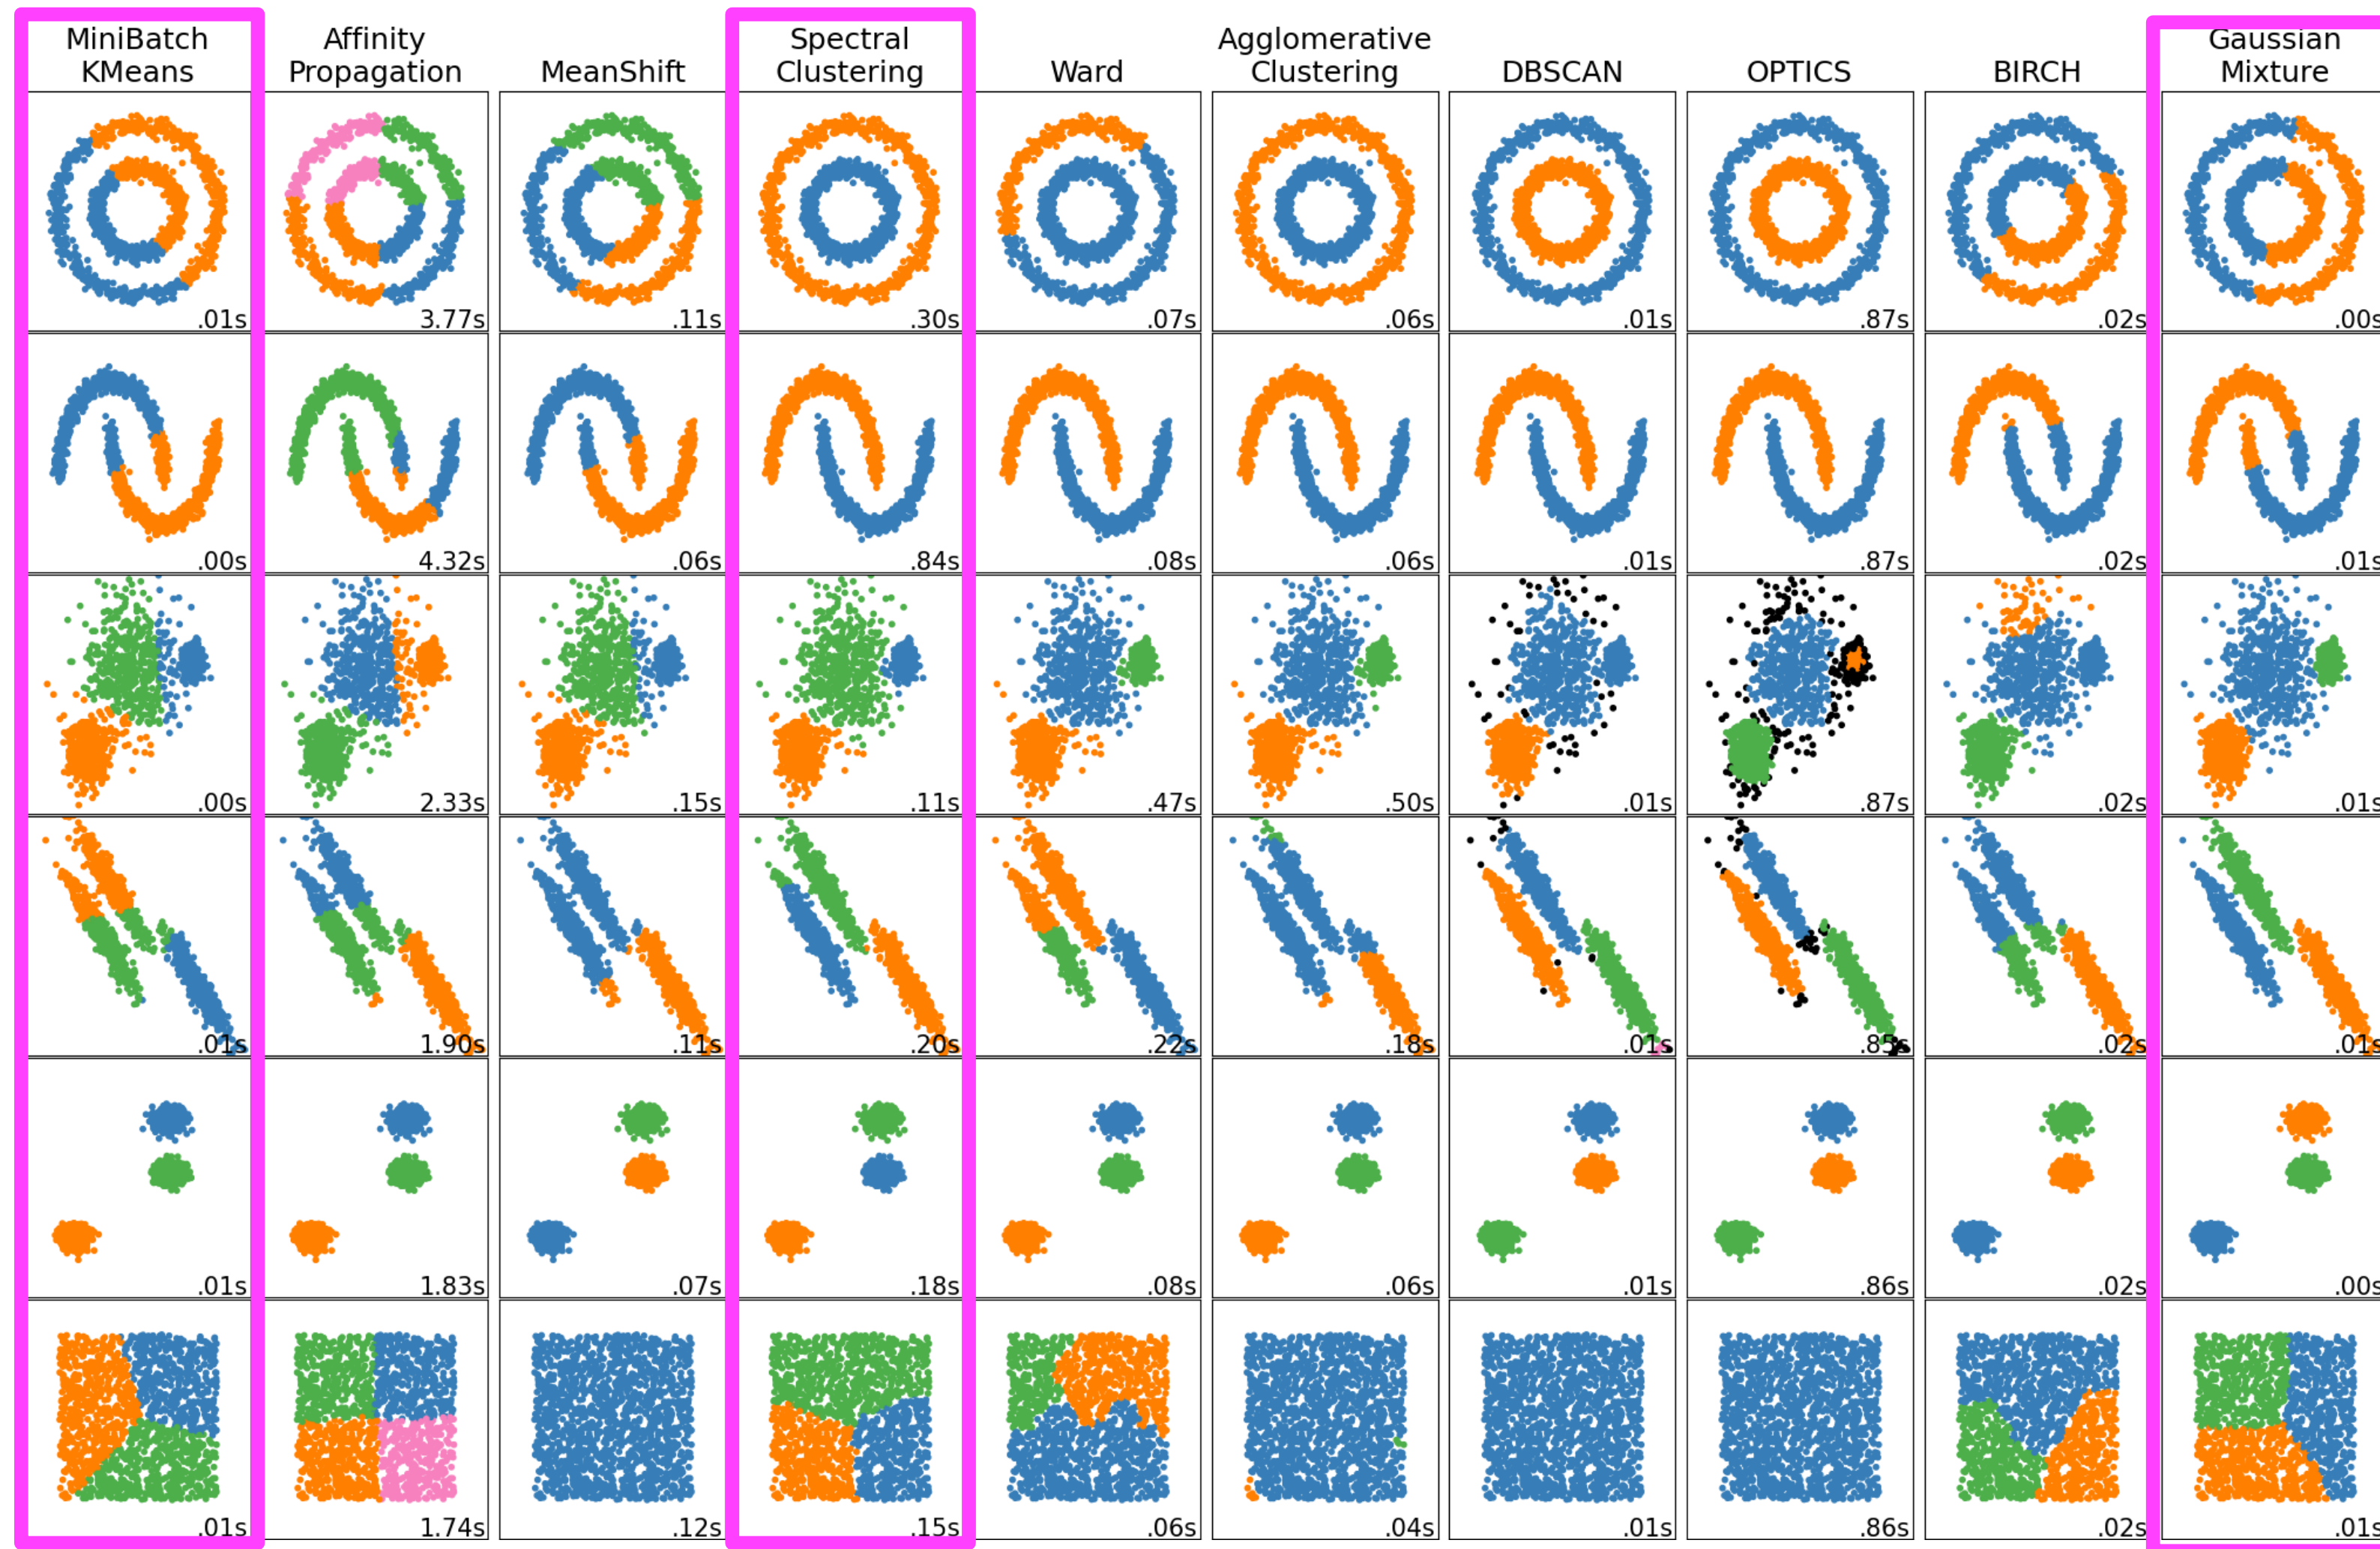 MiniBatch
KMeans
Affinity
Propagation
MeanShift
Spectral
Clustering
Ward
Agglomerative
Clustering
DBSCAN
OPTICS
BIRCH
Gaussian
Mixture
.01s
3.77s
.11s
.30s
.07s
.06s
.01s
.87s
.02s
.00s
.00s
4.32s
.06s
.84s
.08s
.06s
.01s
.87s
.02s
.01s
.00s
2.33s
.15s
.11s
.47s
.50s
.01s
.87s
.02s
.01s
.01s
1.90s
.11s
.20s
.22s
.18s
.01s
.85s
.02s
.01s
.01s
1.83s
.07s
.18s
.08s
.06s
.01s
.86s
.02s
.00s
.01s
1.74s
.12s
.15s
.06s
.04s
.01s
.86s
.02s
.01s